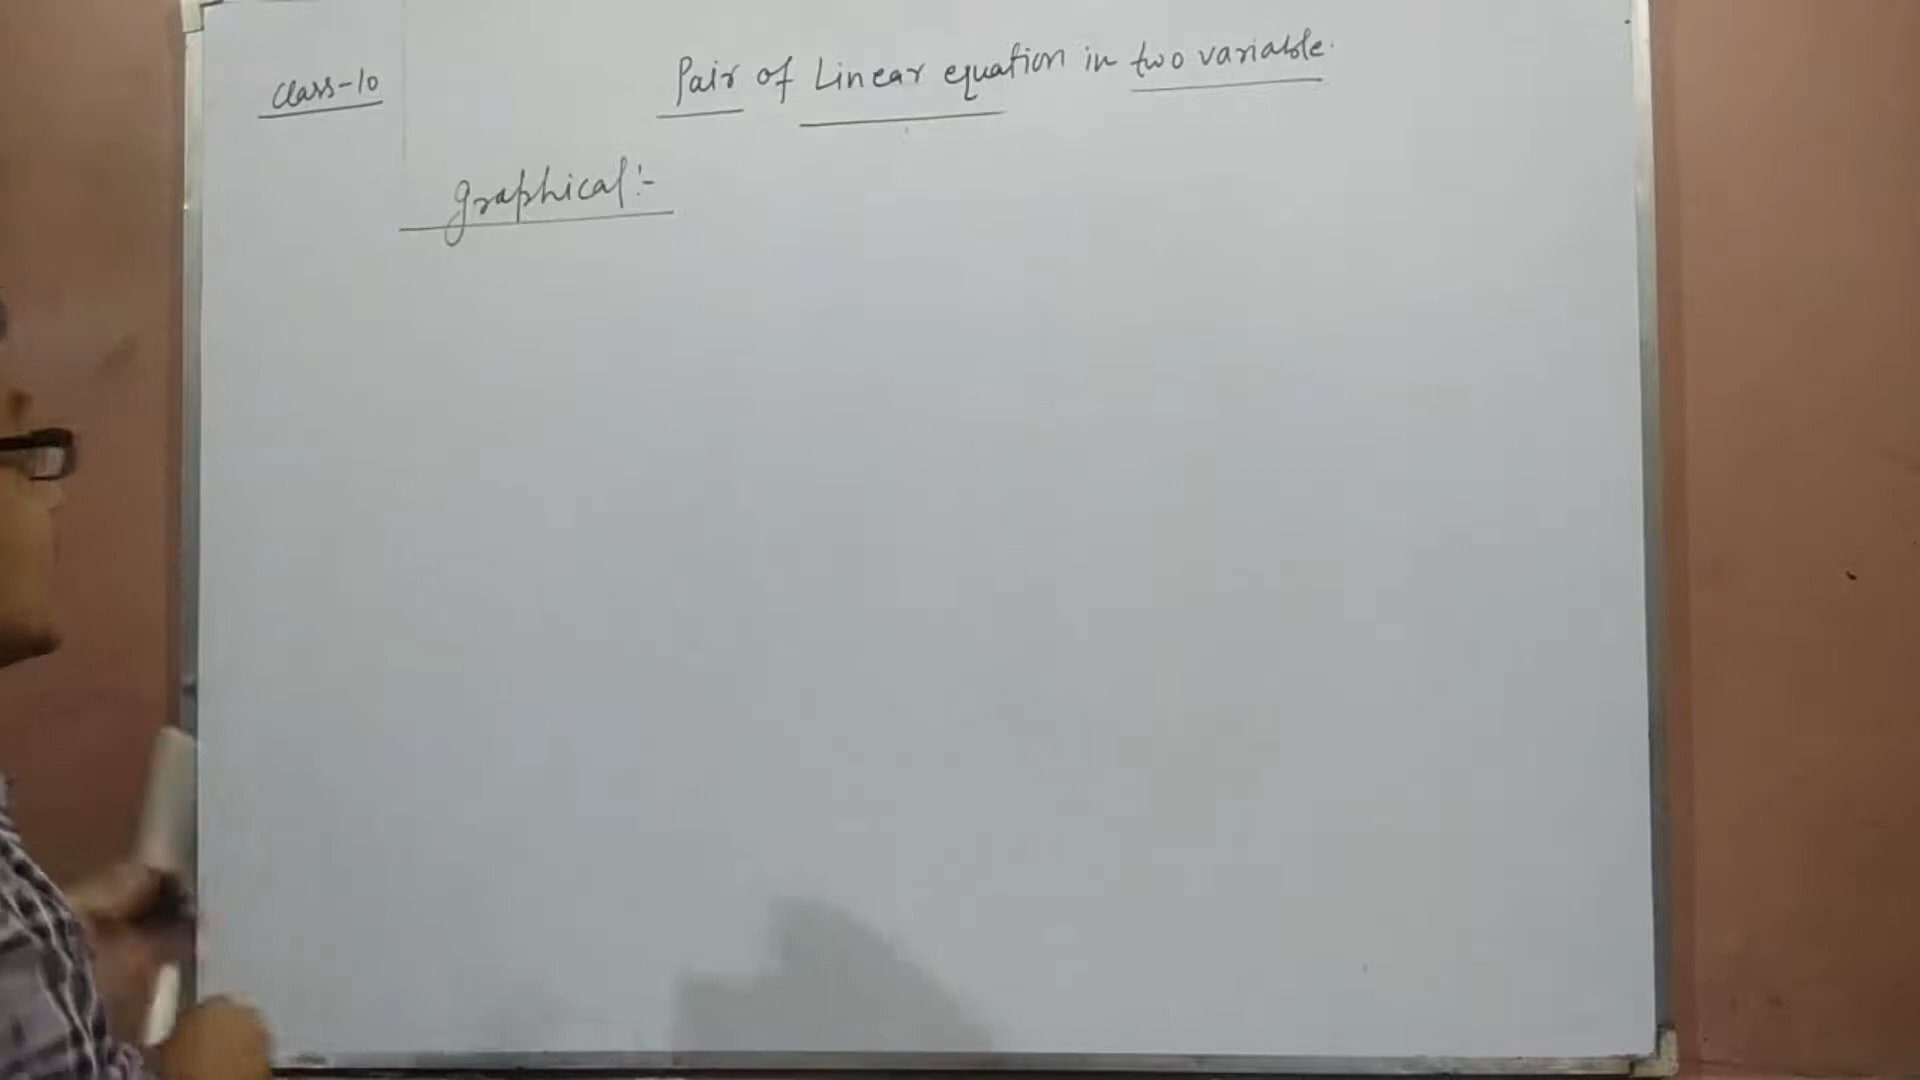 Class-10
Pair of Linear equation in two variable.
graphical:-